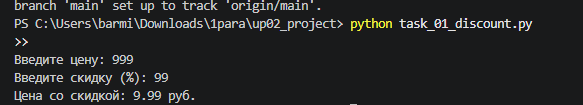 branch 'main' set up to track 'origin/main'.
PS C:\Users\barmi\Downloads\1para\up02_project> python task_01_discount.py
>>
Введите цену: 999
Введите скидку (%): 99
Цена со скидкой: 9.99 руб.